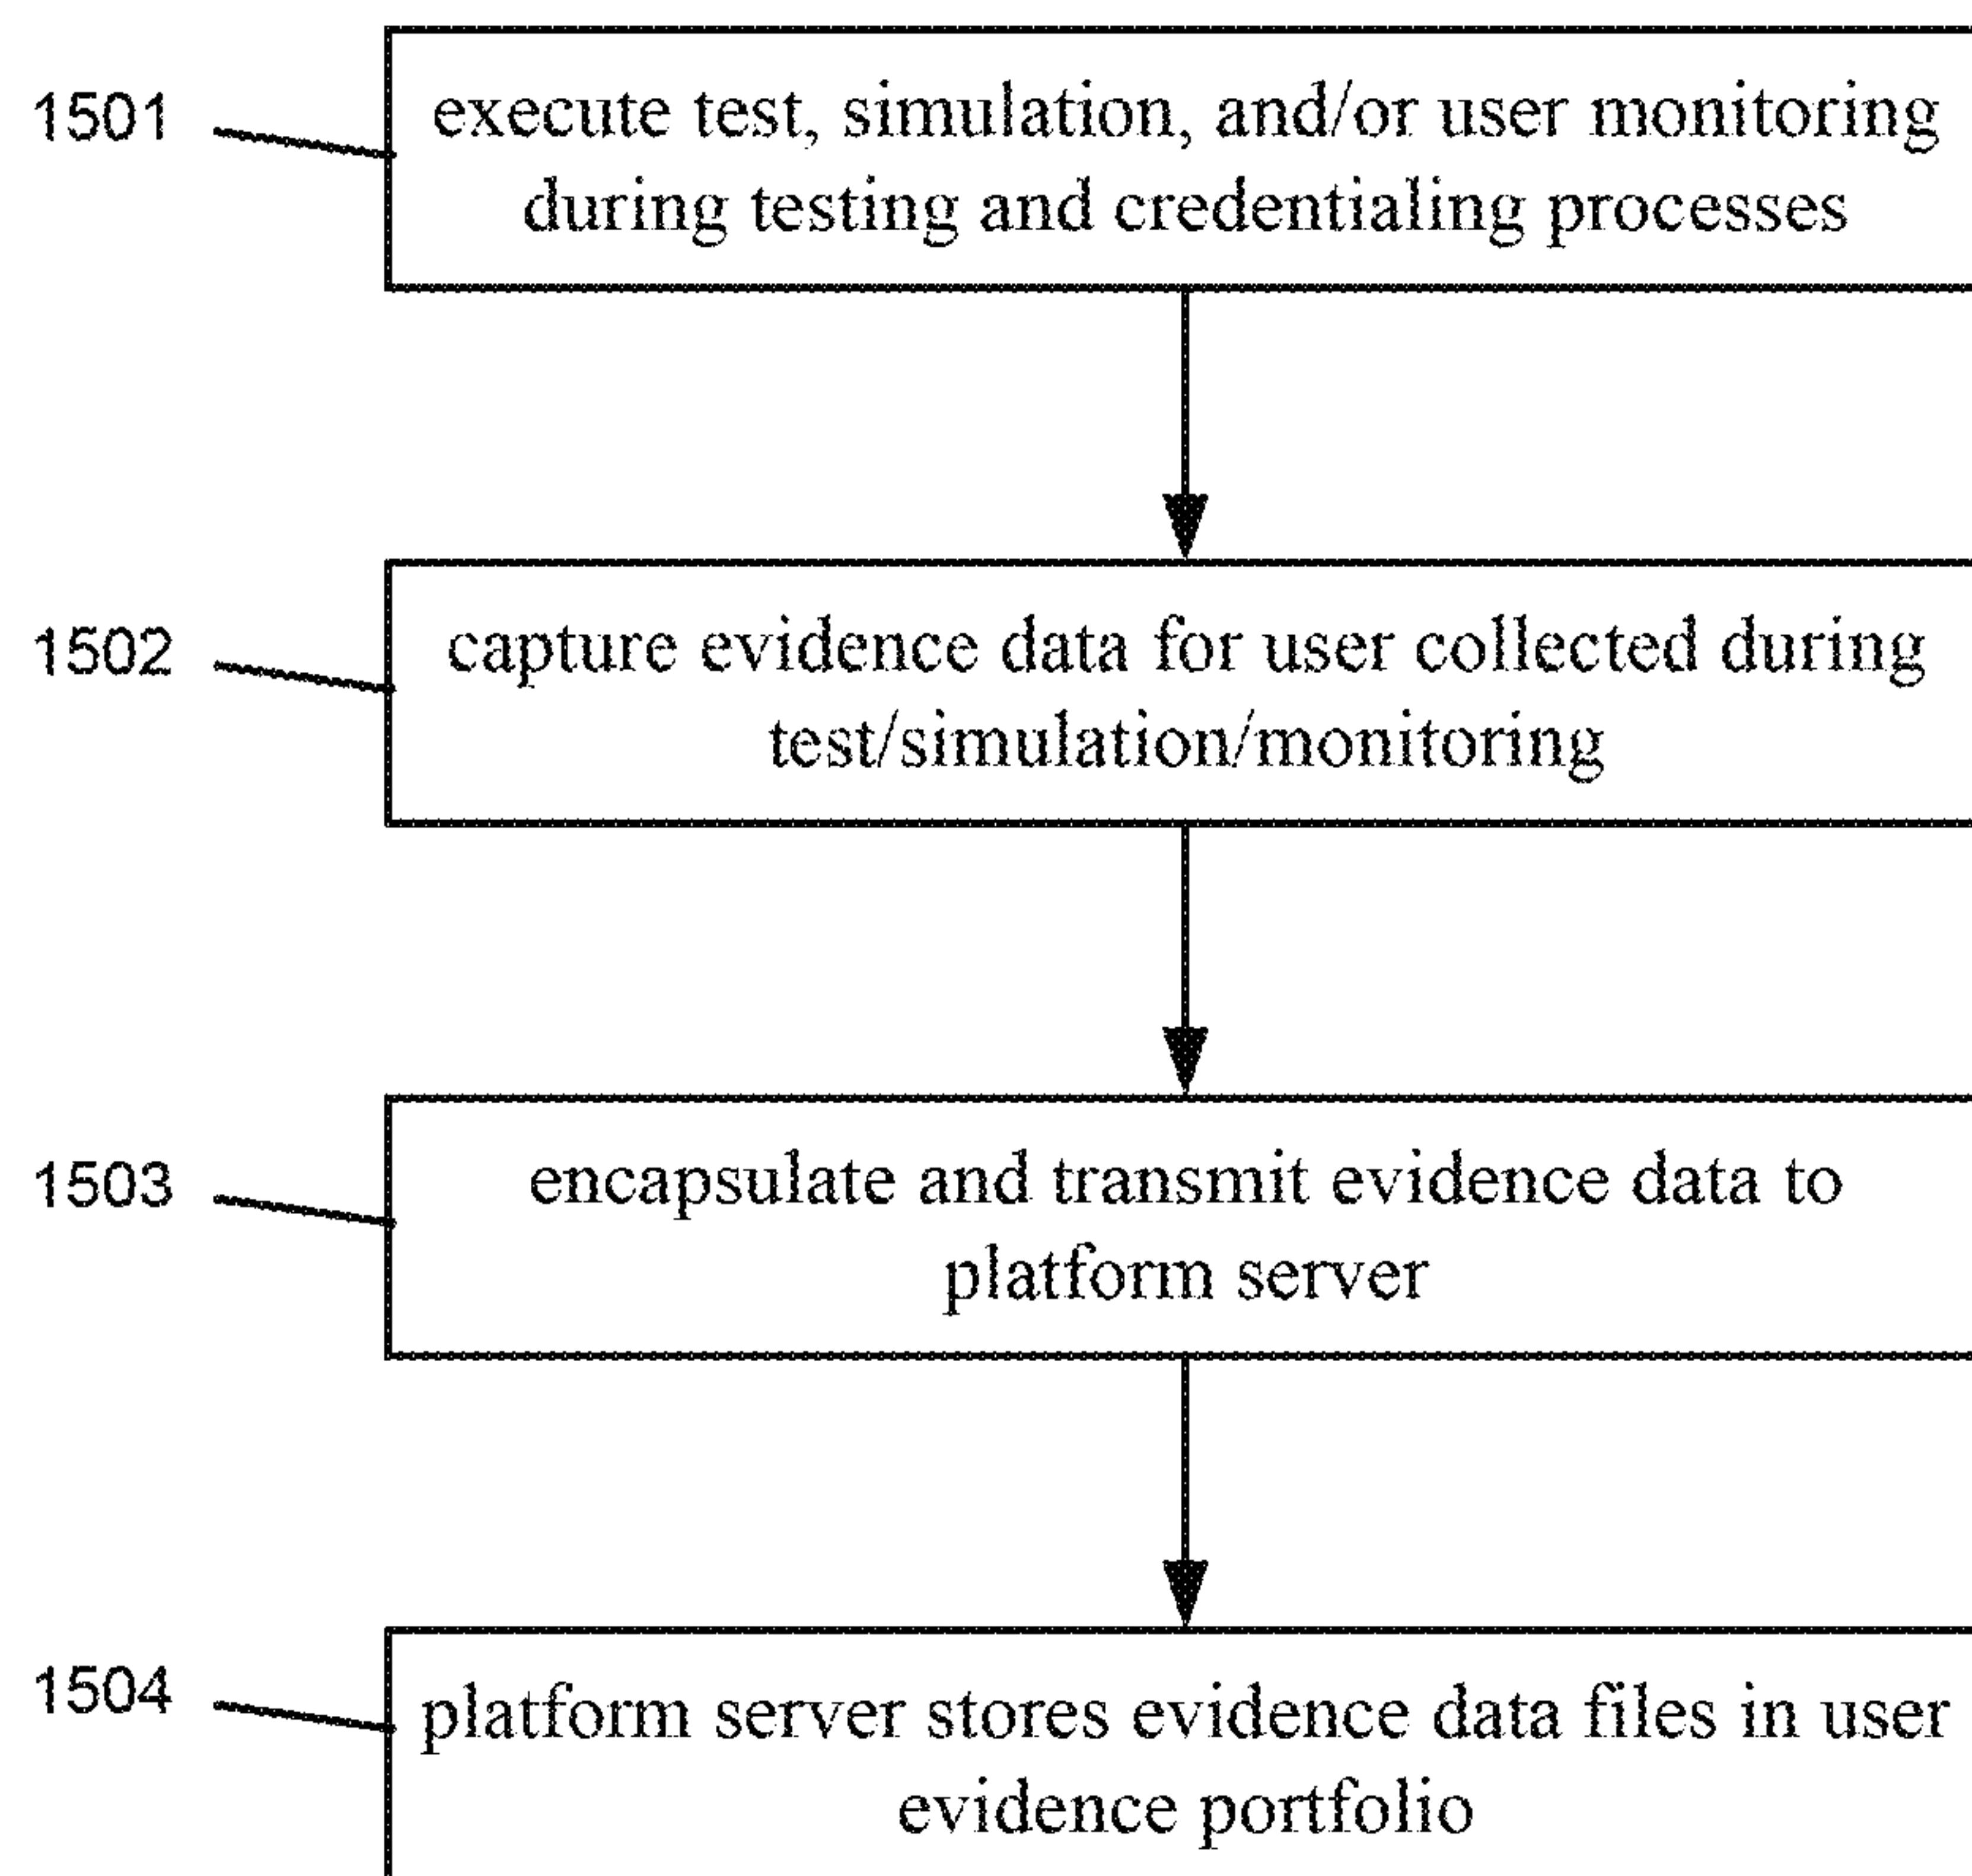 1501
execute test, simulation, and/or user monitoring
during testing and credentialing processes
1502
capture evidence data for user collected during
test/simulation/monitoring
1503
encapsulate and transmit evidence data to
platform server
1504
platform server stores evidence data files in user
evidence portfolio